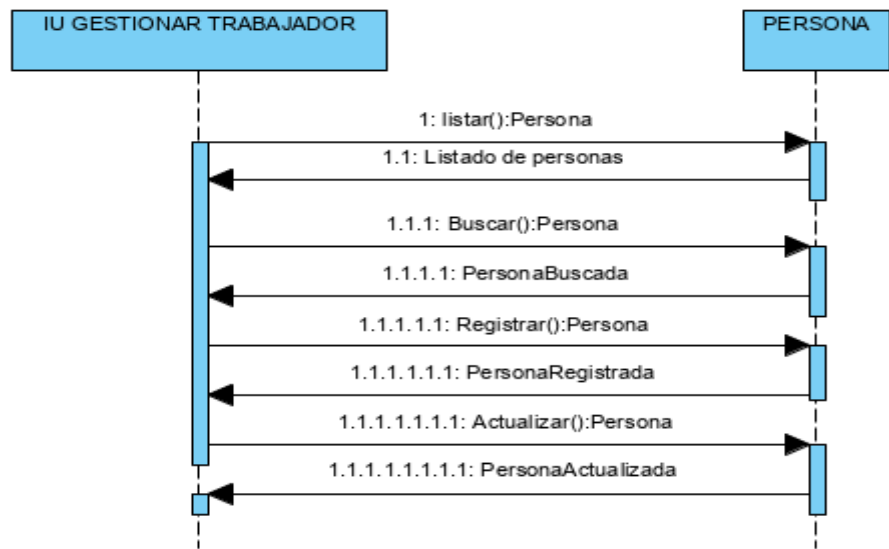 IU GESTIONAR TRABAJADOR
PERSONA
1: listar():Persona
1.1: Listado de personas
1.1.1: Buscar():Persona
1.1.1.1: PersonaBuscada
1.1.1.1.1: Registrar():Persona
1.1.1.1.1.1: PersonaRegistrada
1.1.1.1.1.1.1: Actualizar():Persona
1.1.1.1.1.1.1.1: PersonaActualizada